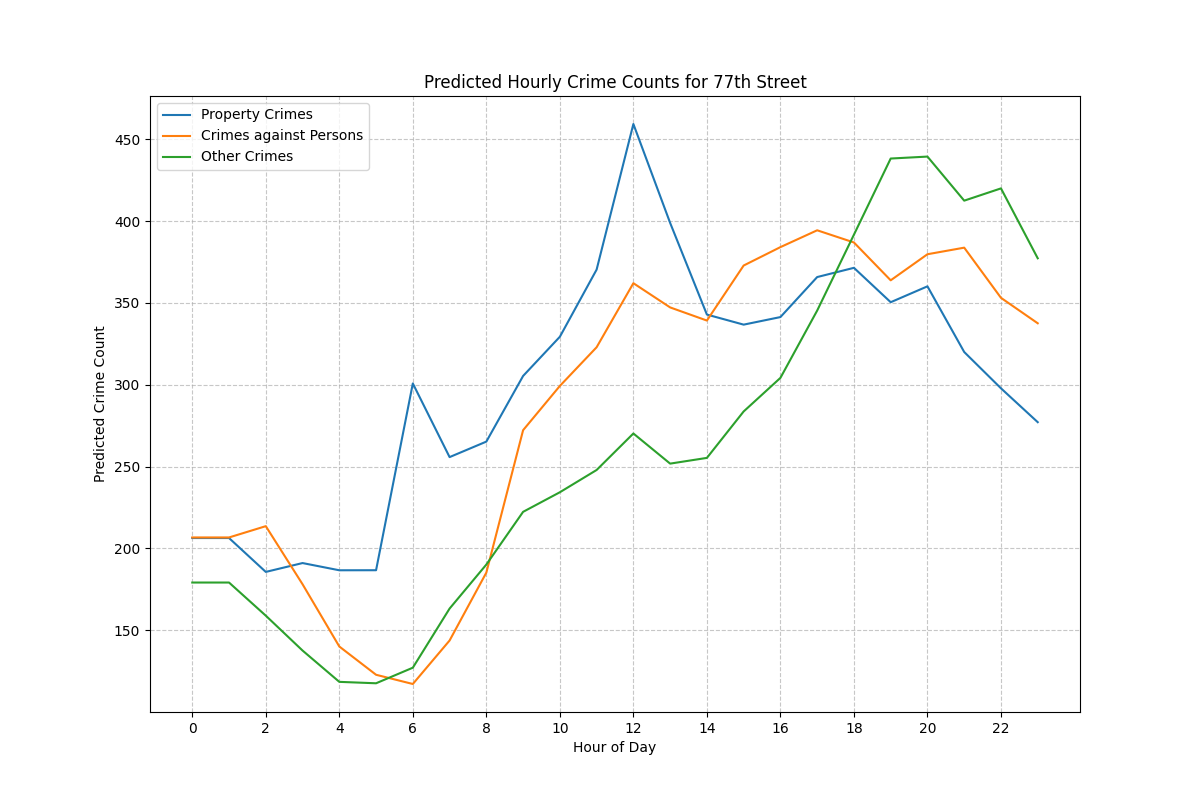 Predicted Hourly Crime Counts for 77th Street
Property Crimes
Crimes against Persons
Other Crimes
Predicted Crime Count
450
400
350
300
250
200
150
0 2 4 6 8 10 12 14 16 18 20 22
Hour of Day